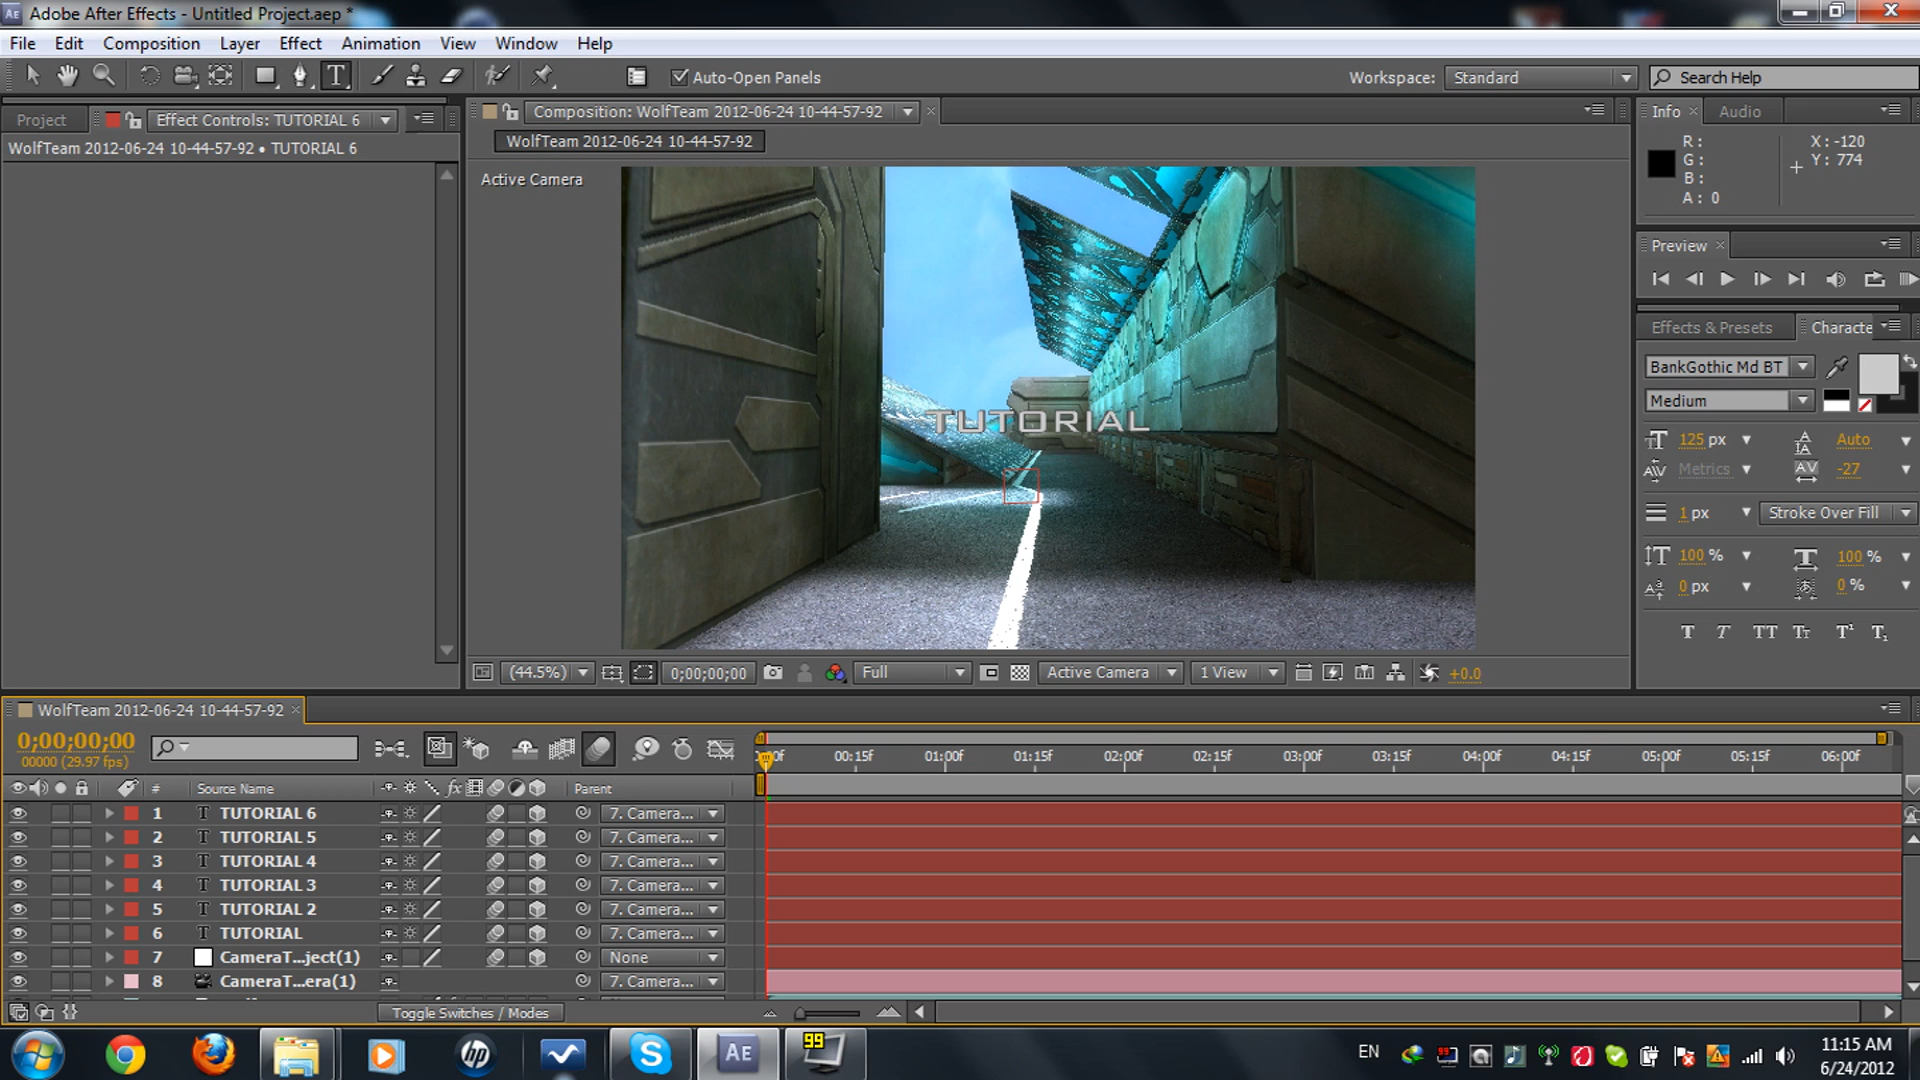 Adobe After Effects - Untitled Project.aep *
File Edit Composition Layer Effect Animation View Window Help
Auto-Open Panels
Workspace: Standard
Search Help
Project
Effect Controls: TUTORIAL 6
WolfTeam 2012-06-24 10-44-57-92 • TUTORIAL 6
Composition: WolfTeam 2012-06-24 10-44-57-92
WolfTeam 2012-06-24 10-44-57-92
Active Camera
TUTORIAL
(44.5%) 0;00;00;00 Full Active Camera 1 View +0.0
Info Audio
R: X: -120
G: Y: 774
B:
A: 0
Preview
Effects & Presets Characte
BankGothic Md BT
Medium
125 px Auto
Metrics -27
1 px Stroke Over Fill
100 % 100 %
0 px 0 %
T T TT Tt T1 T1
WolfTeam 2012-06-24 10-44-57-92
0;00;00;00
00000 (29.97 fps)
00f 00:15f 01:00f 01:15f 02:00f 02:15f 03:00f 03:15f 04:00f 04:15f 05:00f 05:15f 06:00f
# Source Name fx Parent
1 T TUTORIAL 6 7. Camera...
2 T TUTORIAL 5 7. Camera...
3 T TUTORIAL 4 7. Camera...
4 T TUTORIAL 3 7. Camera...
5 T TUTORIAL 2 7. Camera...
6 T TUTORIAL 7. Camera...
7 CameraT...ject(1) None
8 CameraT...era(1) 7. Camera...
Toggle Switches / Modes
EN
11:15 AM
6/24/2012
hp
AE
99